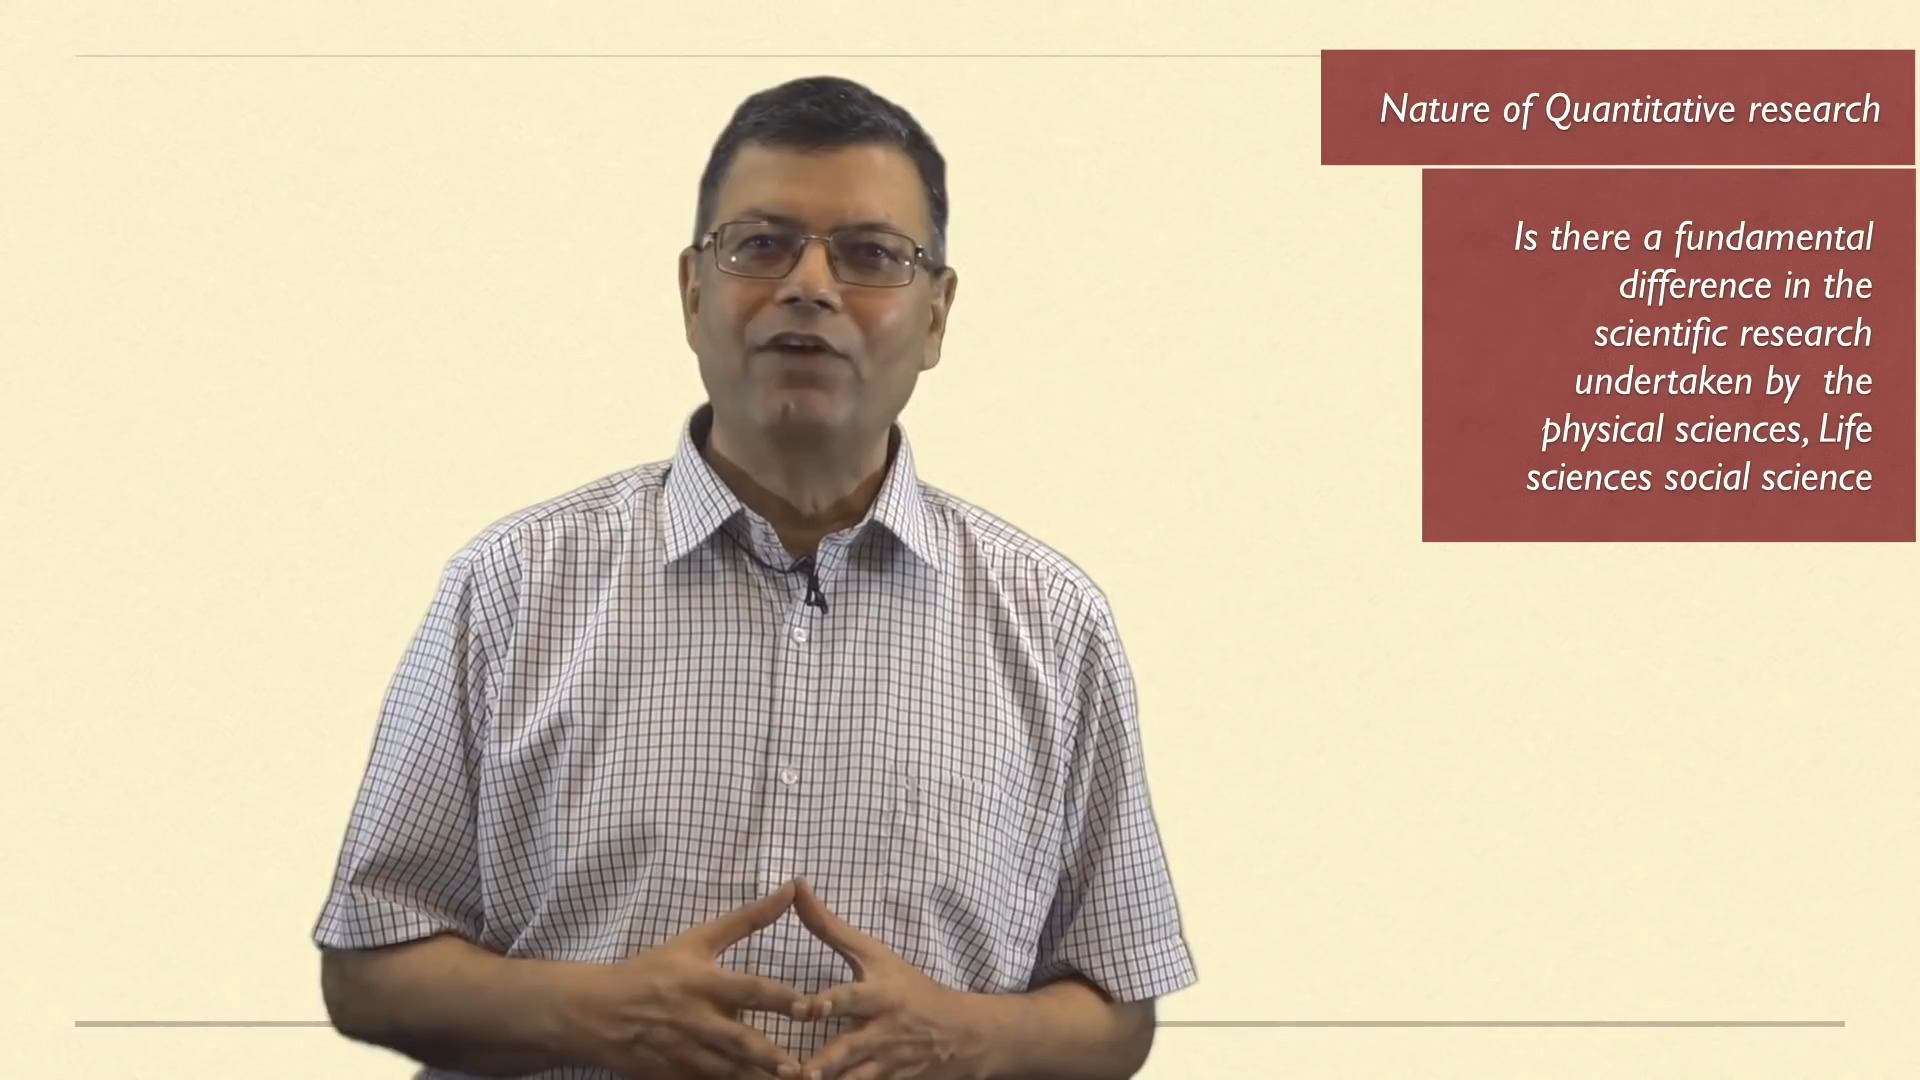 Nature of Quantitative research
Is there a fundamental
difference in the
scientific research
undertaken by  the
physical sciences, Life
sciences social science